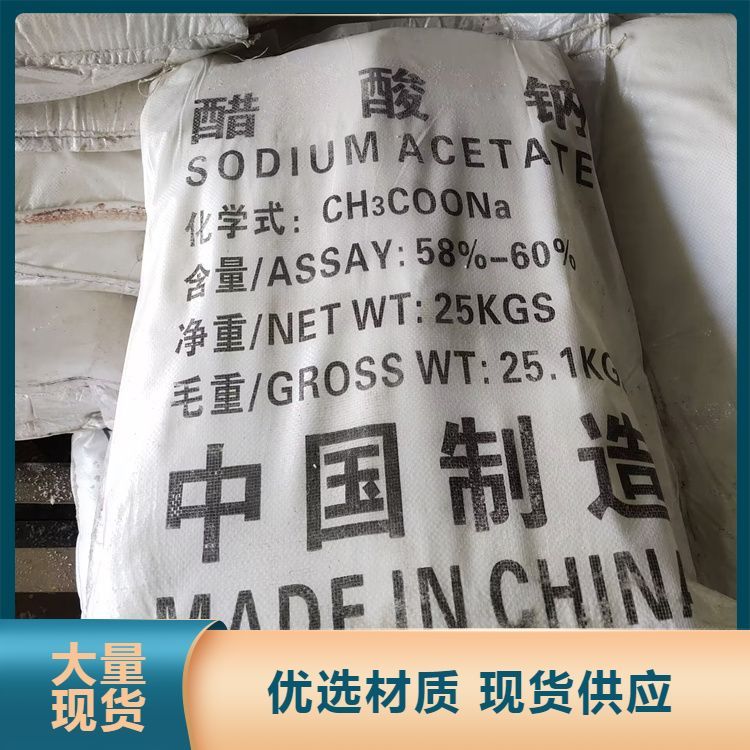 醋酸钠
SODIUM ACETATE
化学式：CH3COONa
含量/ASSAY:58%-60%
净重/NET WT:25KGS
毛重/GROSS WT:25.1KG
中国制造
MADE IN CHINA
大量
现货
优选材质 现货供应